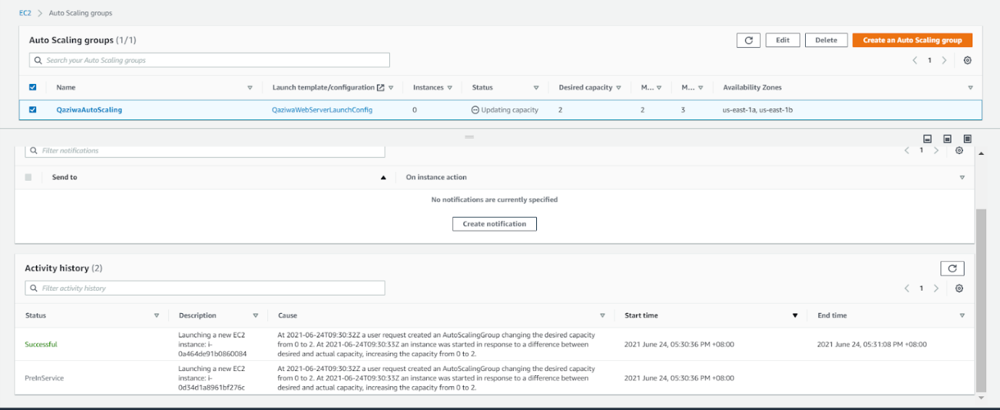 EC2 > Auto Scaling groups
Auto Scaling groups (1/1)
Edit
Delete
Create an Auto Scaling group
Search your Auto Scaling groups
1
Name
Launch template/configuration
Instances
Status
Desired capacity
M...
M...
Availability Zones
QaziwaAutoScaling
QaziwaWebServerLaunchConfig
0
Updating capacity
2
2
3
us-east-1a, us-east-1b
Filter notifications
1
Send to
On instance action
No notifications are currently specified
Create notification
Activity history (2)
Filter activity history
1
Status
Description
Cause
Start time
End time
Successful
Launching a new EC2
instance: i-
0a464de91b0860084
At 2021-06-24T09:30:32Z a user request created an AutoScalingGroup changing the desired capacity
from 0 to 2. At 2021-06-24T09:30:33Z an instance was started in response to a difference between
desired and actual capacity, increasing the capacity from 0 to 2.
2021 June 24, 05:30:36 PM +08:00
2021 June 24, 05:31:08 PM +08:00
PreInService
Launching a new EC2
instance: i-
0d34d1a8961bf276c
At 2021-06-24T09:30:32Z a user request created an AutoScalingGroup changing the desired capacity
from 0 to 2. At 2021-06-24T09:30:33Z an instance was started in response to a difference between
desired and actual capacity, increasing the capacity from 0 to 2.
2021 June 24, 05:30:36 PM +08:00